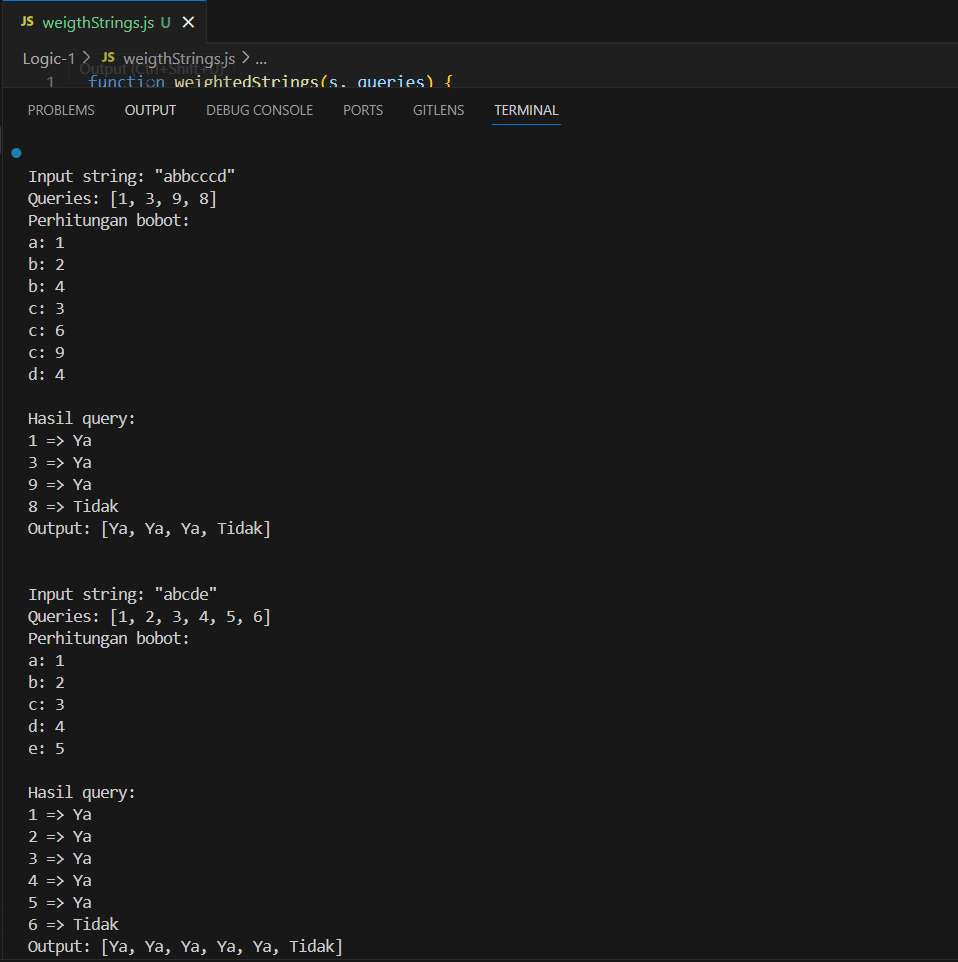 JS weigthStrings.js U ×
Logic-1 > JS weigthStrings.js > ...
Output (Ctrl+Shift+U)
1 function weightedStrings(s, queries) {
PROBLEMS OUTPUT DEBUG CONSOLE PORTS GITLENS TERMINAL
Input string: "abbcccd"
Queries: [1, 3, 9, 8]
Perhitungan bobot:
a: 1
b: 2
b: 4
c: 3
c: 6
c: 9
d: 4
Hasil query:
1 => Ya
3 => Ya
9 => Ya
8 => Tidak
Output: [Ya, Ya, Ya, Tidak]
Input string: "abcde"
Queries: [1, 2, 3, 4, 5, 6]
Perhitungan bobot:
a: 1
b: 2
c: 3
d: 4
e: 5
Hasil query:
1 => Ya
2 => Ya
3 => Ya
4 => Ya
5 => Ya
6 => Tidak
Output: [Ya, Ya, Ya, Ya, Ya, Tidak]